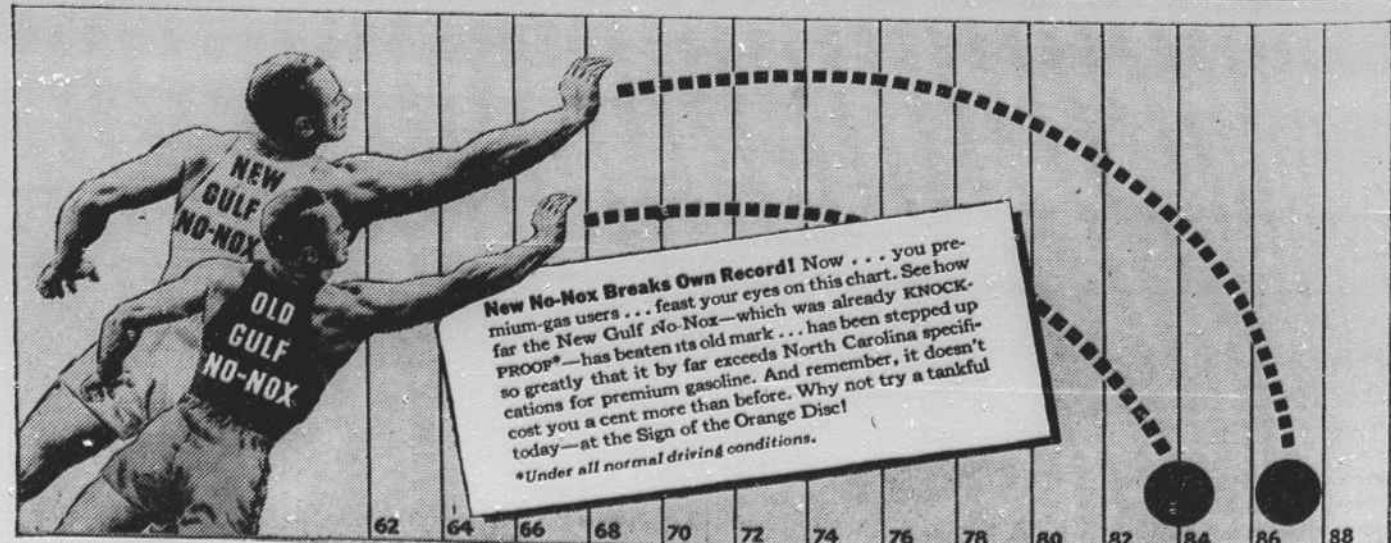 NEW
GULF
NO-NOX
OLD
GULF
NO-NOX
New No-Nox Breaks Own Record! Now . . . you pre-
mium-gas users . . . feast your eyes on this chart. See how
far the New Gulf No-Nox—which was already KNOCK-
PROOF*—has beaten its old mark . . . has been stepped up
so greatly that it by far exceeds North Carolina specifi-
cations for premium gasoline. And remember, it doesn't
cost you a cent more than before. Why not try a tankful
today—at the Sign of the Orange Disc!
*Under all normal driving conditions.
62 64 66 68 70 72 74 76 78 80 82 84 86 88